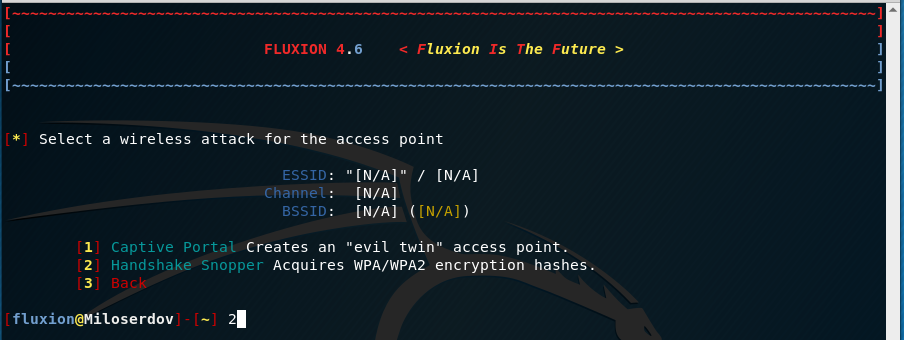 [~~~~~~~~~~~~~~~~~~~~~~~~~~~~~~~~~~~~~~~~~~~~~~~~~~~~~~~~~~~~~~~~~~~~~~~~~~~~~~~~~~~~~~~~~~~~~~~~]
[ ]
[ FLUXION 4.6 < Fluxion Is The Future > ]
[ ]
[~~~~~~~~~~~~~~~~~~~~~~~~~~~~~~~~~~~~~~~~~~~~~~~~~~~~~~~~~~~~~~~~~~~~~~~~~~~~~~~~~~~~~~~~~~~~~~~~]
[*] Select a wireless attack for the access point
ESSID: "[N/A]" / [N/A]
Channel: [N/A]
BSSID: [N/A] ([N/A])
[1] Captive Portal Creates an "evil twin" access point.
[2] Handshake Snopper Acquires WPA/WPA2 encryption hashes.
[3] Back
[fluxion@Miloserdov]-[~] 2